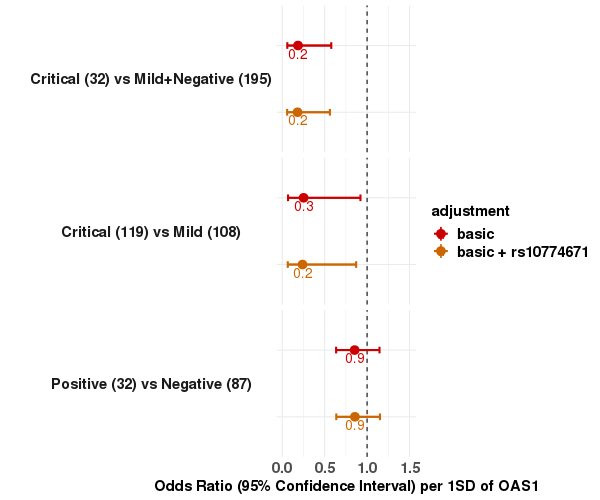 Critical (32) vs Mild+Negative (195)
0.2
0.2
Critical (119) vs Mild (108)
0.3
0.2
Positive (32) vs Negative (87)
0.9
0.9
adjustment
basic
basic + rs10774671
0.0 0.5 1.0 1.5
Odds Ratio (95% Confidence Interval) per 1SD of OAS1